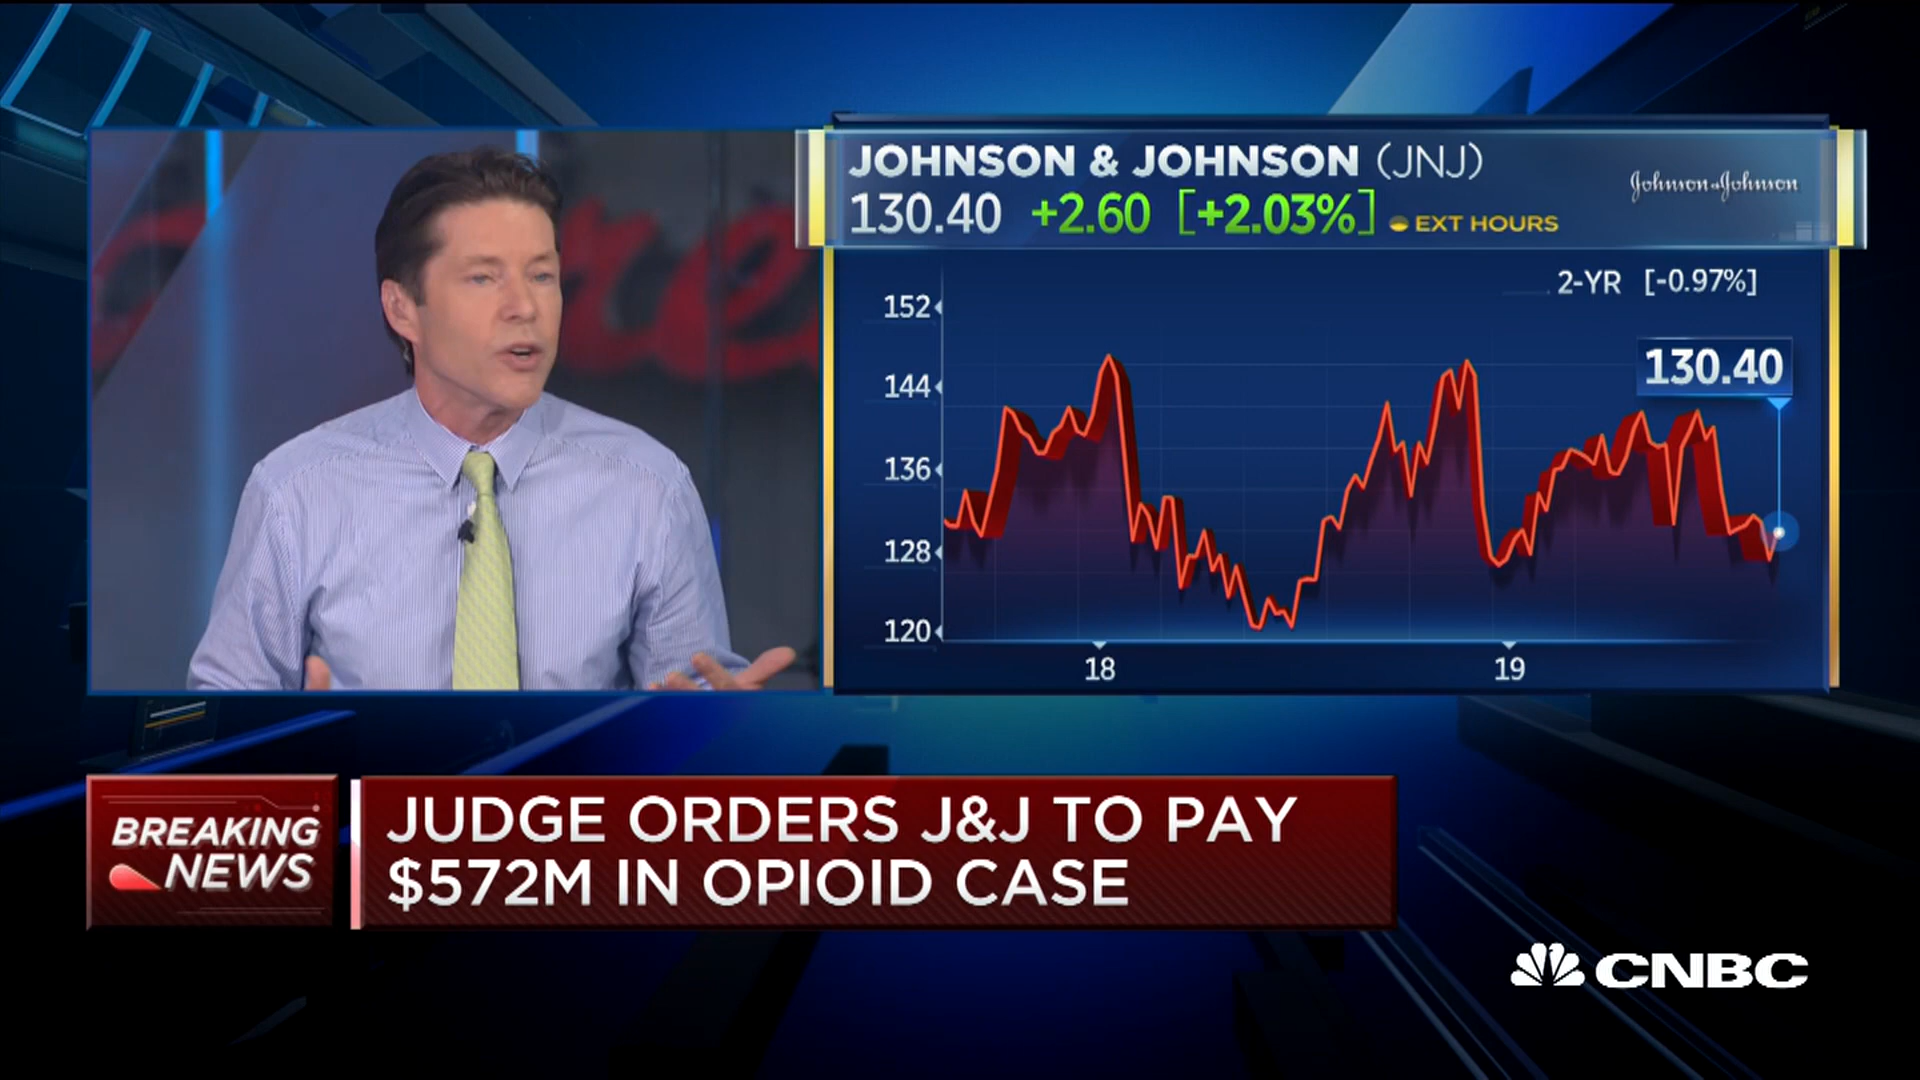 JOHNSON & JOHNSON (JNJ)
130.40 +2.60 [+2.03%] EXT HOURS
Johnson & Johnson
2-YR [-0.97%]
130.40
152
144
136
128
120
18
19
BREAKING
NEWS
JUDGE ORDERS J&J TO PAY
$572M IN OPIOID CASE
CNBC